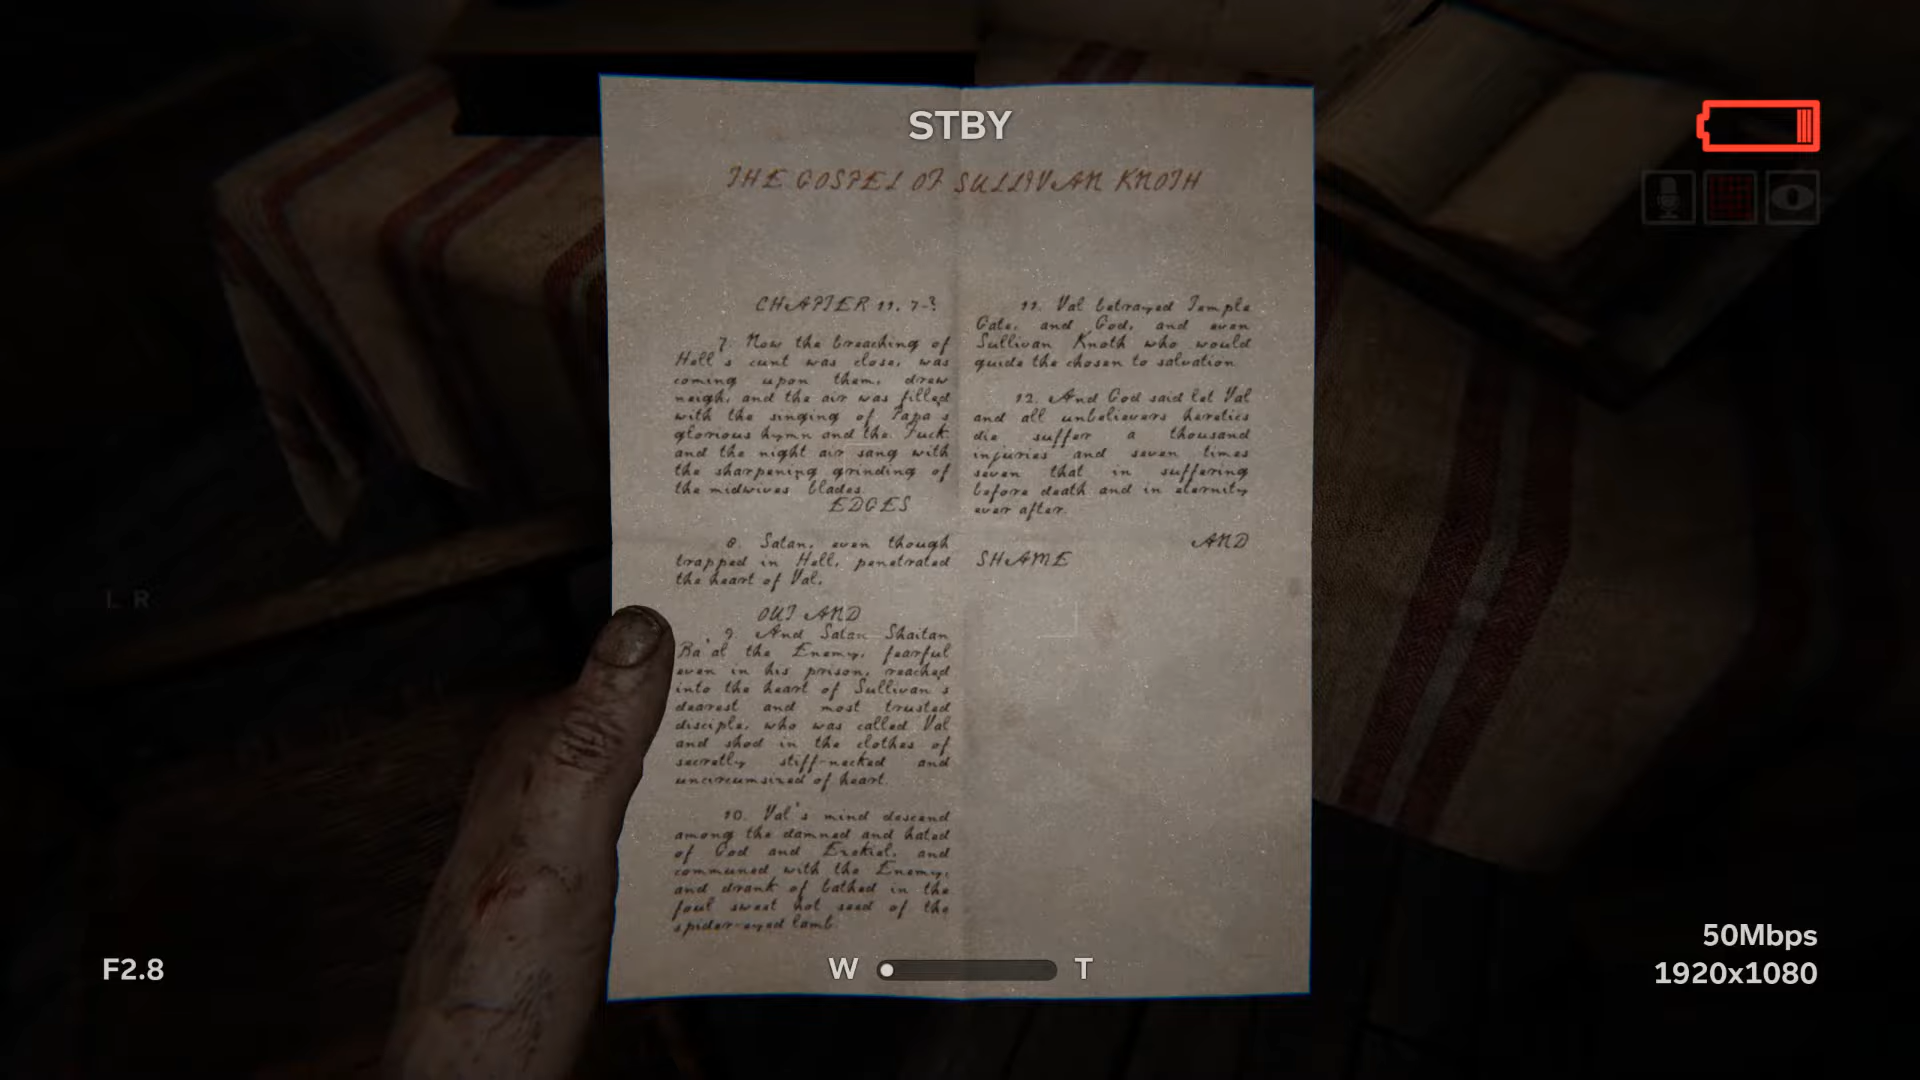 STBY
THE GOSPEL OF SULLIVAN KNOTH
CHAPTER 11. 7-?
7. Now the breaching of
Hell s cunt was close, was
coming upon them, drew
neigh, and the air was filled
with the singing of Papa s
glorious hymn and the. Fuck.
and the night air sang with
the sharpening grinding of
the midwives blades.
EDGES
8. Satan, even though
trapped in Hell, penetrated
the heart of Val.
OUT AND
9. And Satan Shaitan
Ba'al the Enemy, fearful
even in his prison, reached
into the heart of Sullivan s
dearest and most trusted
disciple, who was called Val
and shod in the clothes of
secretly stiff-necked and
uncircumsized of heart.
10. Val's mind descend
among the damned and hated
of God and Ezekiel, and
communed with the Enemy,
and drank of bathed in the
foul sweet hot seed of the
spider-eyed lamb.
11. Val betrayed Temple
Gate, and God, and even
Sullivan Knoth who would
guide the chosen to salvation
12. And God said let Val
and all unbelievers heretics
die suffer a thousand
injuries and seven times
seven that in suffering
before death and in eternity
ever after.
AND
SHAME
L R
F2.8
W T
50Mbps
1920x1080